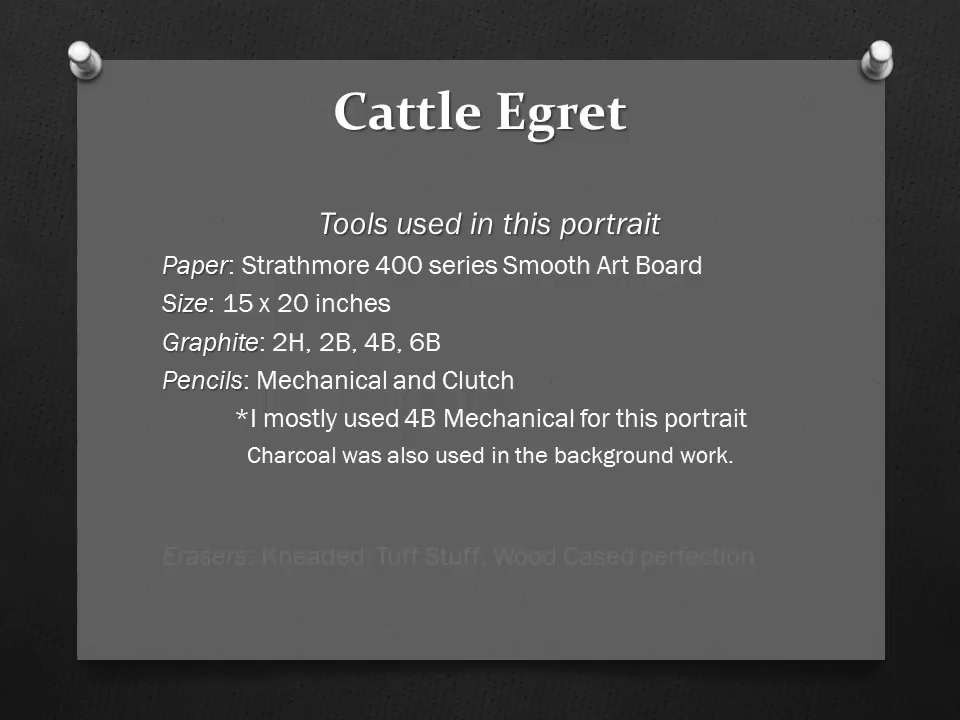 Cattle Egret
Tools used in this portrait
Paper: Strathmore 400 series Smooth Art Board
Size: 15 x 20 inches
Graphite: 2H, 2B, 4B, 6B
Pencils: Mechanical and Clutch
*I mostly used 4B Mechanical for this portrait
Charcoal was also used in the background work.
Erasers: Kneaded, Tuff Stuff, Wood Cased perfection